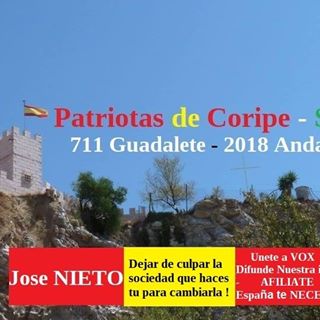 Patriotas de Coripe - S
711 Guadalete - 2018 Anda
Jose NIETO
Dejar de culpar la
sociedad que haces
tu para cambiarla !
Unete a VOX
Difunde Nuestra i
- AFILIATE
España te NECE